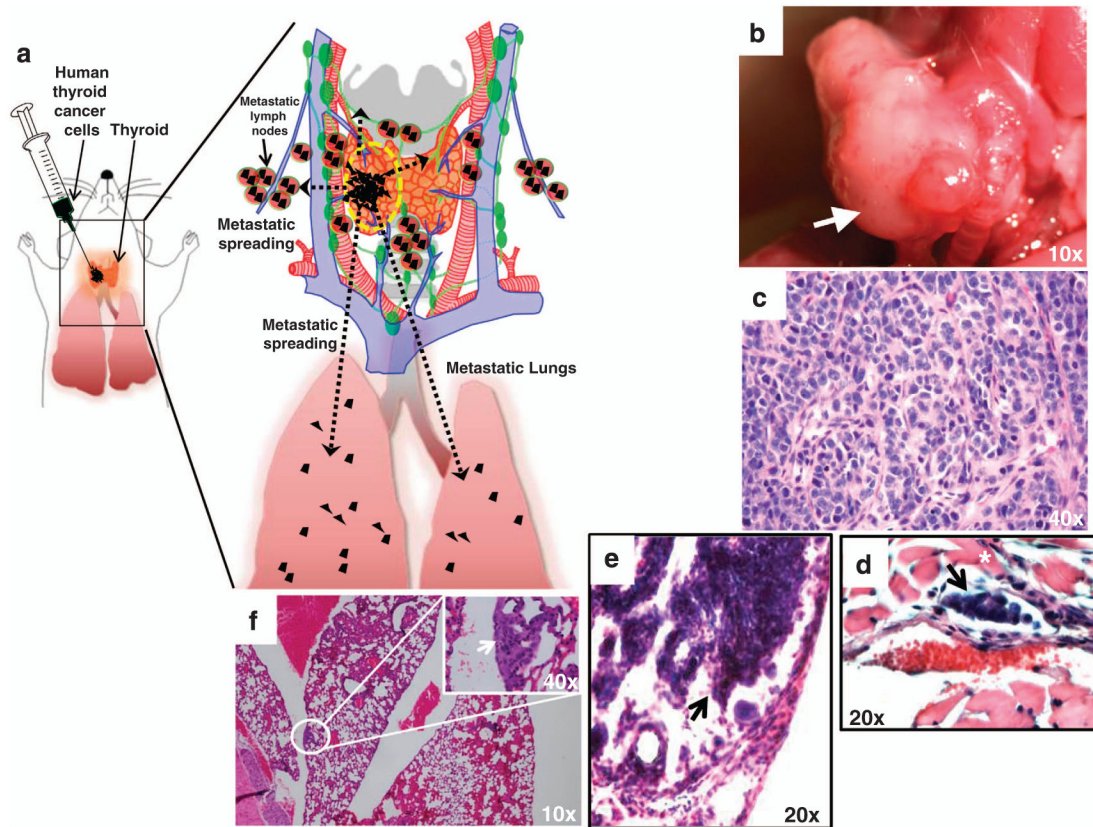 a
Human
thyroid
cancer
cells
Thyroid
Metastatic
lymph
nodes
Metastatic
spreading
Metastatic
spreading
Metastatic Lungs
b
10x
c
40x
e
20x
d
*
20x
f
40x
10x